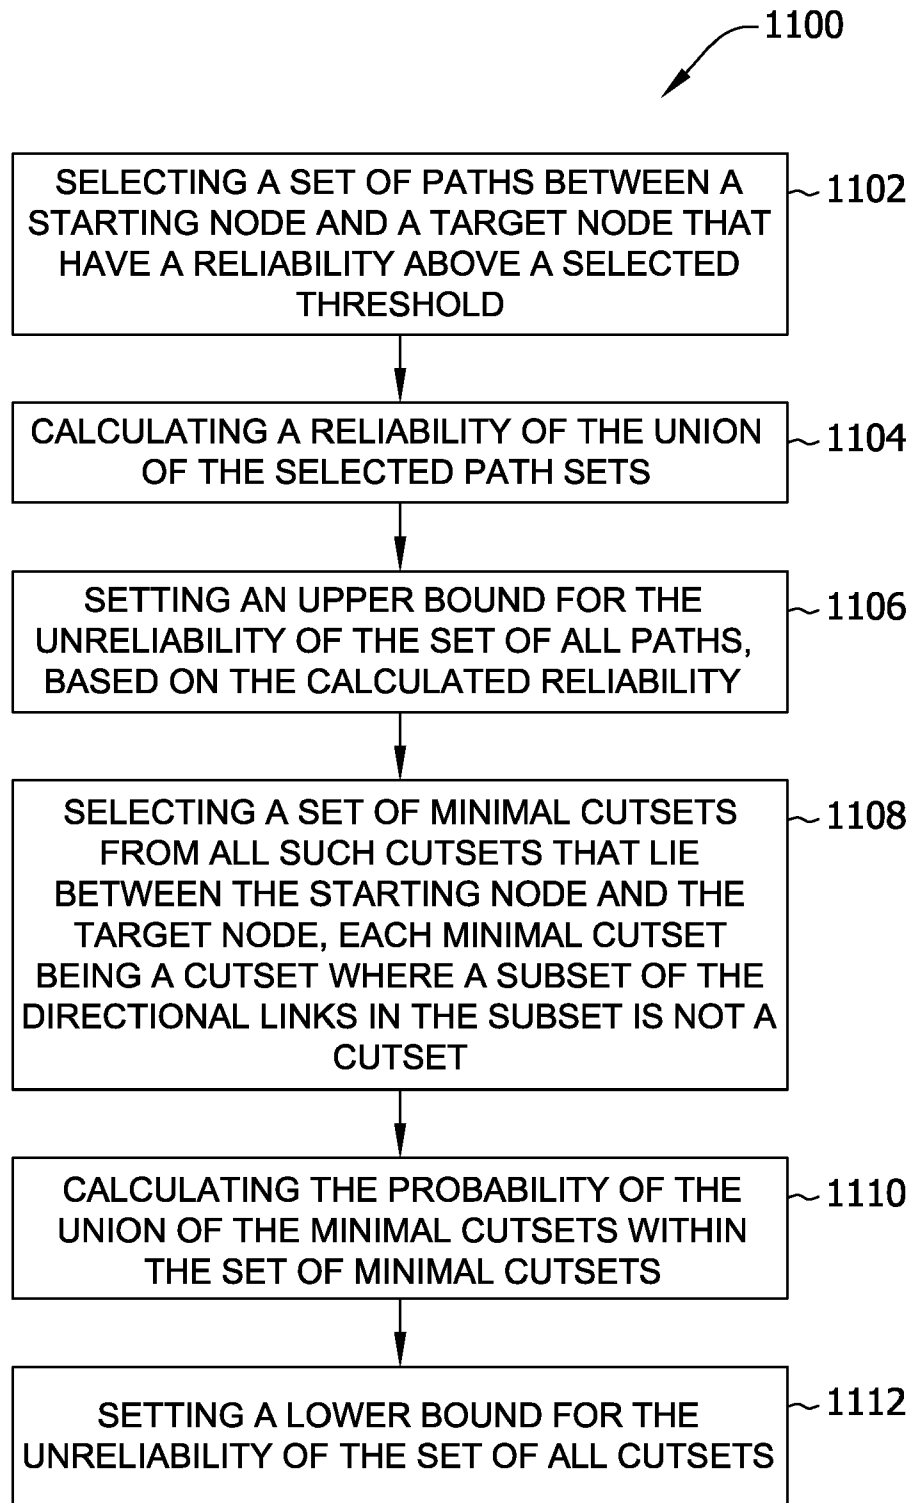 1100
SELECTING A SET OF PATHS BETWEEN A
STARTING NODE AND A TARGET NODE THAT
HAVE A RELIABILITY ABOVE A SELECTED
THRESHOLD
1102
CALCULATING A RELIABILITY OF THE UNION
OF THE SELECTED PATH SETS
1104
SETTING AN UPPER BOUND FOR THE
UNRELIABILITY OF THE SET OF ALL PATHS,
BASED ON THE CALCULATED RELIABILITY
1106
SELECTING A SET OF MINIMAL CUTSETS
FROM ALL SUCH CUTSETS THAT LIE
BETWEEN THE STARTING NODE AND THE
TARGET NODE, EACH MINIMAL CUTSET
BEING A CUTSET WHERE A SUBSET OF THE
DIRECTIONAL LINKS IN THE SUBSET IS NOT A
CUTSET
1108
CALCULATING THE PROBABILITY OF THE
UNION OF THE MINIMAL CUTSETS WITHIN
THE SET OF MINIMAL CUTSETS
1110
SETTING A LOWER BOUND FOR THE
UNRELIABILITY OF THE SET OF ALL CUTSETS
1112